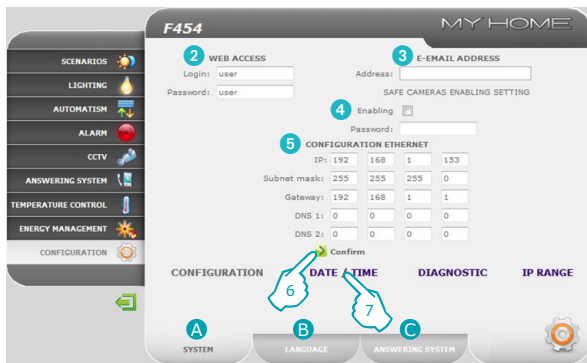 F454
MY HOME
SCENARIOS
LIGHTING
AUTOMATISM
ALARM
CCTV
ANSWERING SYSTEM
TEMPERATURE CONTROL
ENERGY MANAGEMENT
CONFIGURATION
2 WEB ACCESS
Login: user
Password: user
3 E-EMAIL ADDRESS
Address:
SAFE CAMERAS ENABLING SETTING
4 Enabling
Password:
5 CONFIGURATION ETHERNET
IP: 192 168 1 153
Subnet mask: 255 255 255 0
Gateway: 192 168 1 1
DNS 1: 0 0 0 0
DNS 2: 0 0 0 0
Confirm
6
CONFIGURATION DATE / TIME DIAGNOSTIC IP RANGE
7
A B C
SYSTEM LANGUAGE ANSWERING SYSTEM